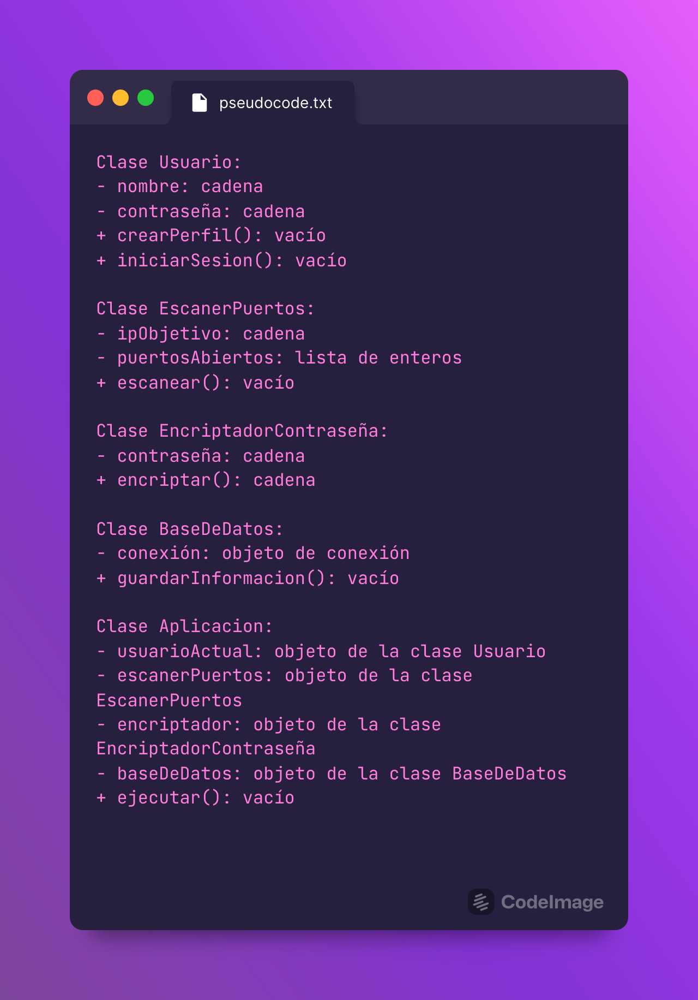 pseudocode.txt
Clase Usuario:
- nombre: cadena
- contraseña: cadena
+ crearPerfil(): vacío
+ iniciarSesion(): vacío
Clase EscanerPuertos:
- ipObjetivo: cadena
- puertosAbiertos: lista de enteros
+ escanear(): vacío
Clase EncriptadorContraseña:
- contraseña: cadena
+ encriptar(): cadena
Clase BaseDeDatos:
- conexión: objeto de conexión
+ guardarInformacion(): vacío
Clase Aplicacion:
- usuarioActual: objeto de la clase Usuario
- escanerPuertos: objeto de la clase
EscanerPuertos
- encriptador: objeto de la clase
EncriptadorContraseña
- baseDeDatos: objeto de la clase BaseDeDatos
+ ejecutar(): vacío
CodeImage